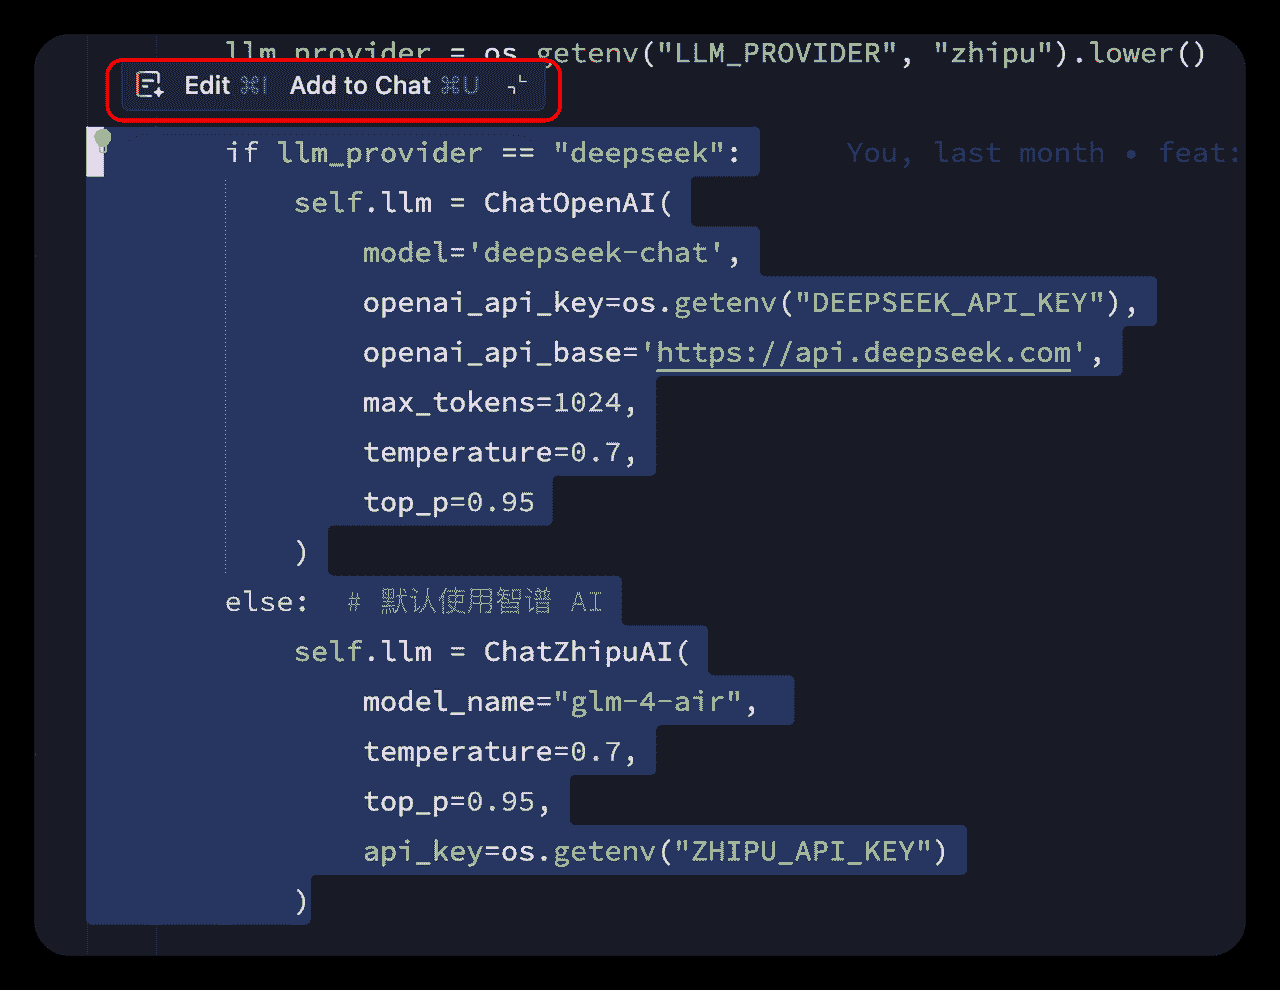 llm_provider = os.getenv("LLM_PROVIDER", "zhipu").lower()
Edit ⌘I Add to Chat ⌘U
if llm_provider == "deepseek": You, last month • feat:
self.llm = ChatOpenAI(
model='deepseek-chat',
openai_api_key=os.getenv("DEEPSEEK_API_KEY"),
openai_api_base='https://api.deepseek.com',
max_tokens=1024,
temperature=0.7,
top_p=0.95
)
else: # 默认使用智谱 AI
self.llm = ChatZhipuAI(
model_name="glm-4-air",
temperature=0.7,
top_p=0.95,
api_key=os.getenv("ZHIPU_API_KEY")
)